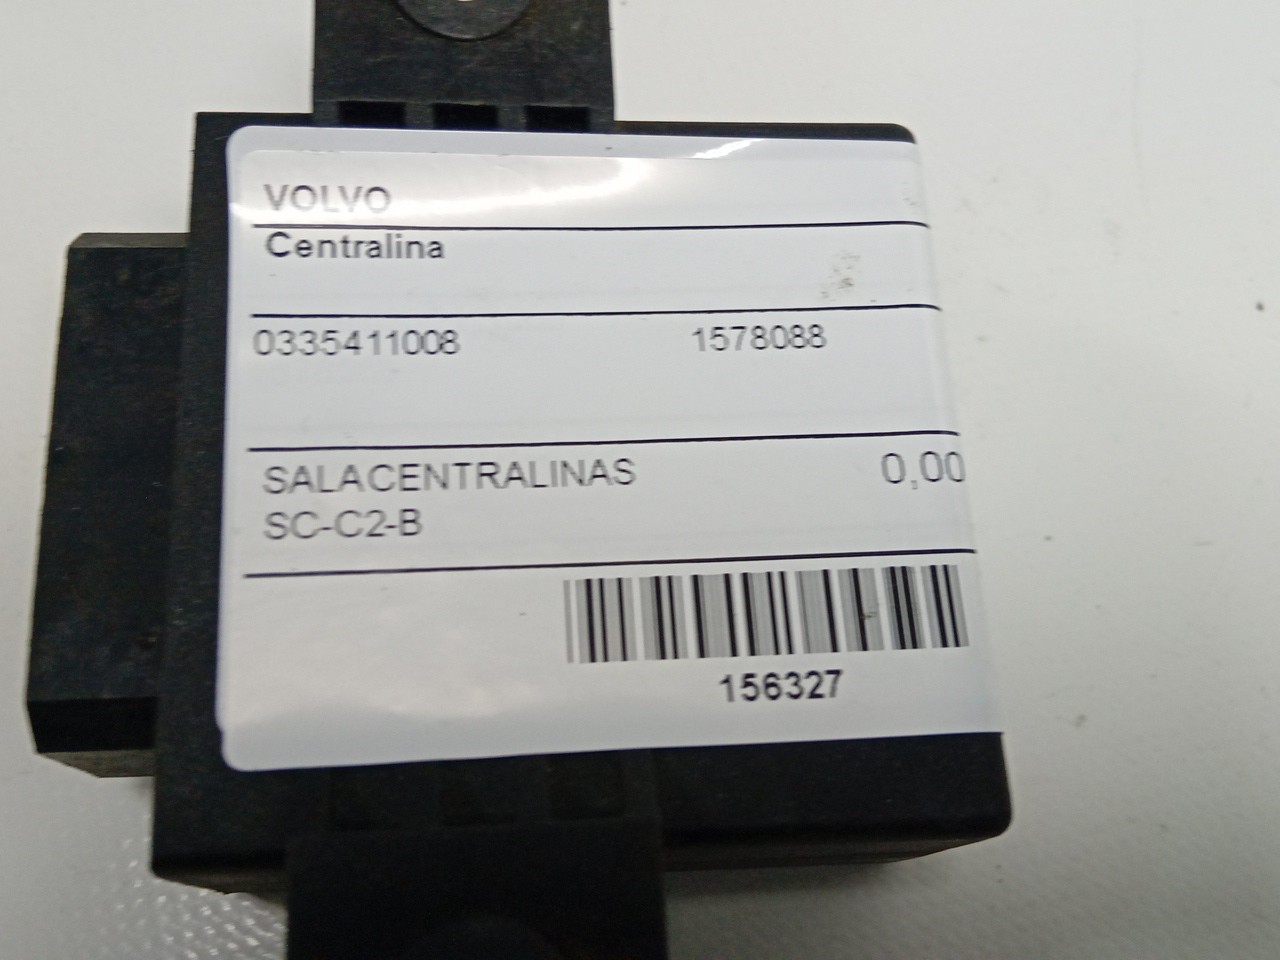 VOLVO
Centralina
0335411008 1578088
SALACENTRALINAS 0,00
SC-C2-B
156327